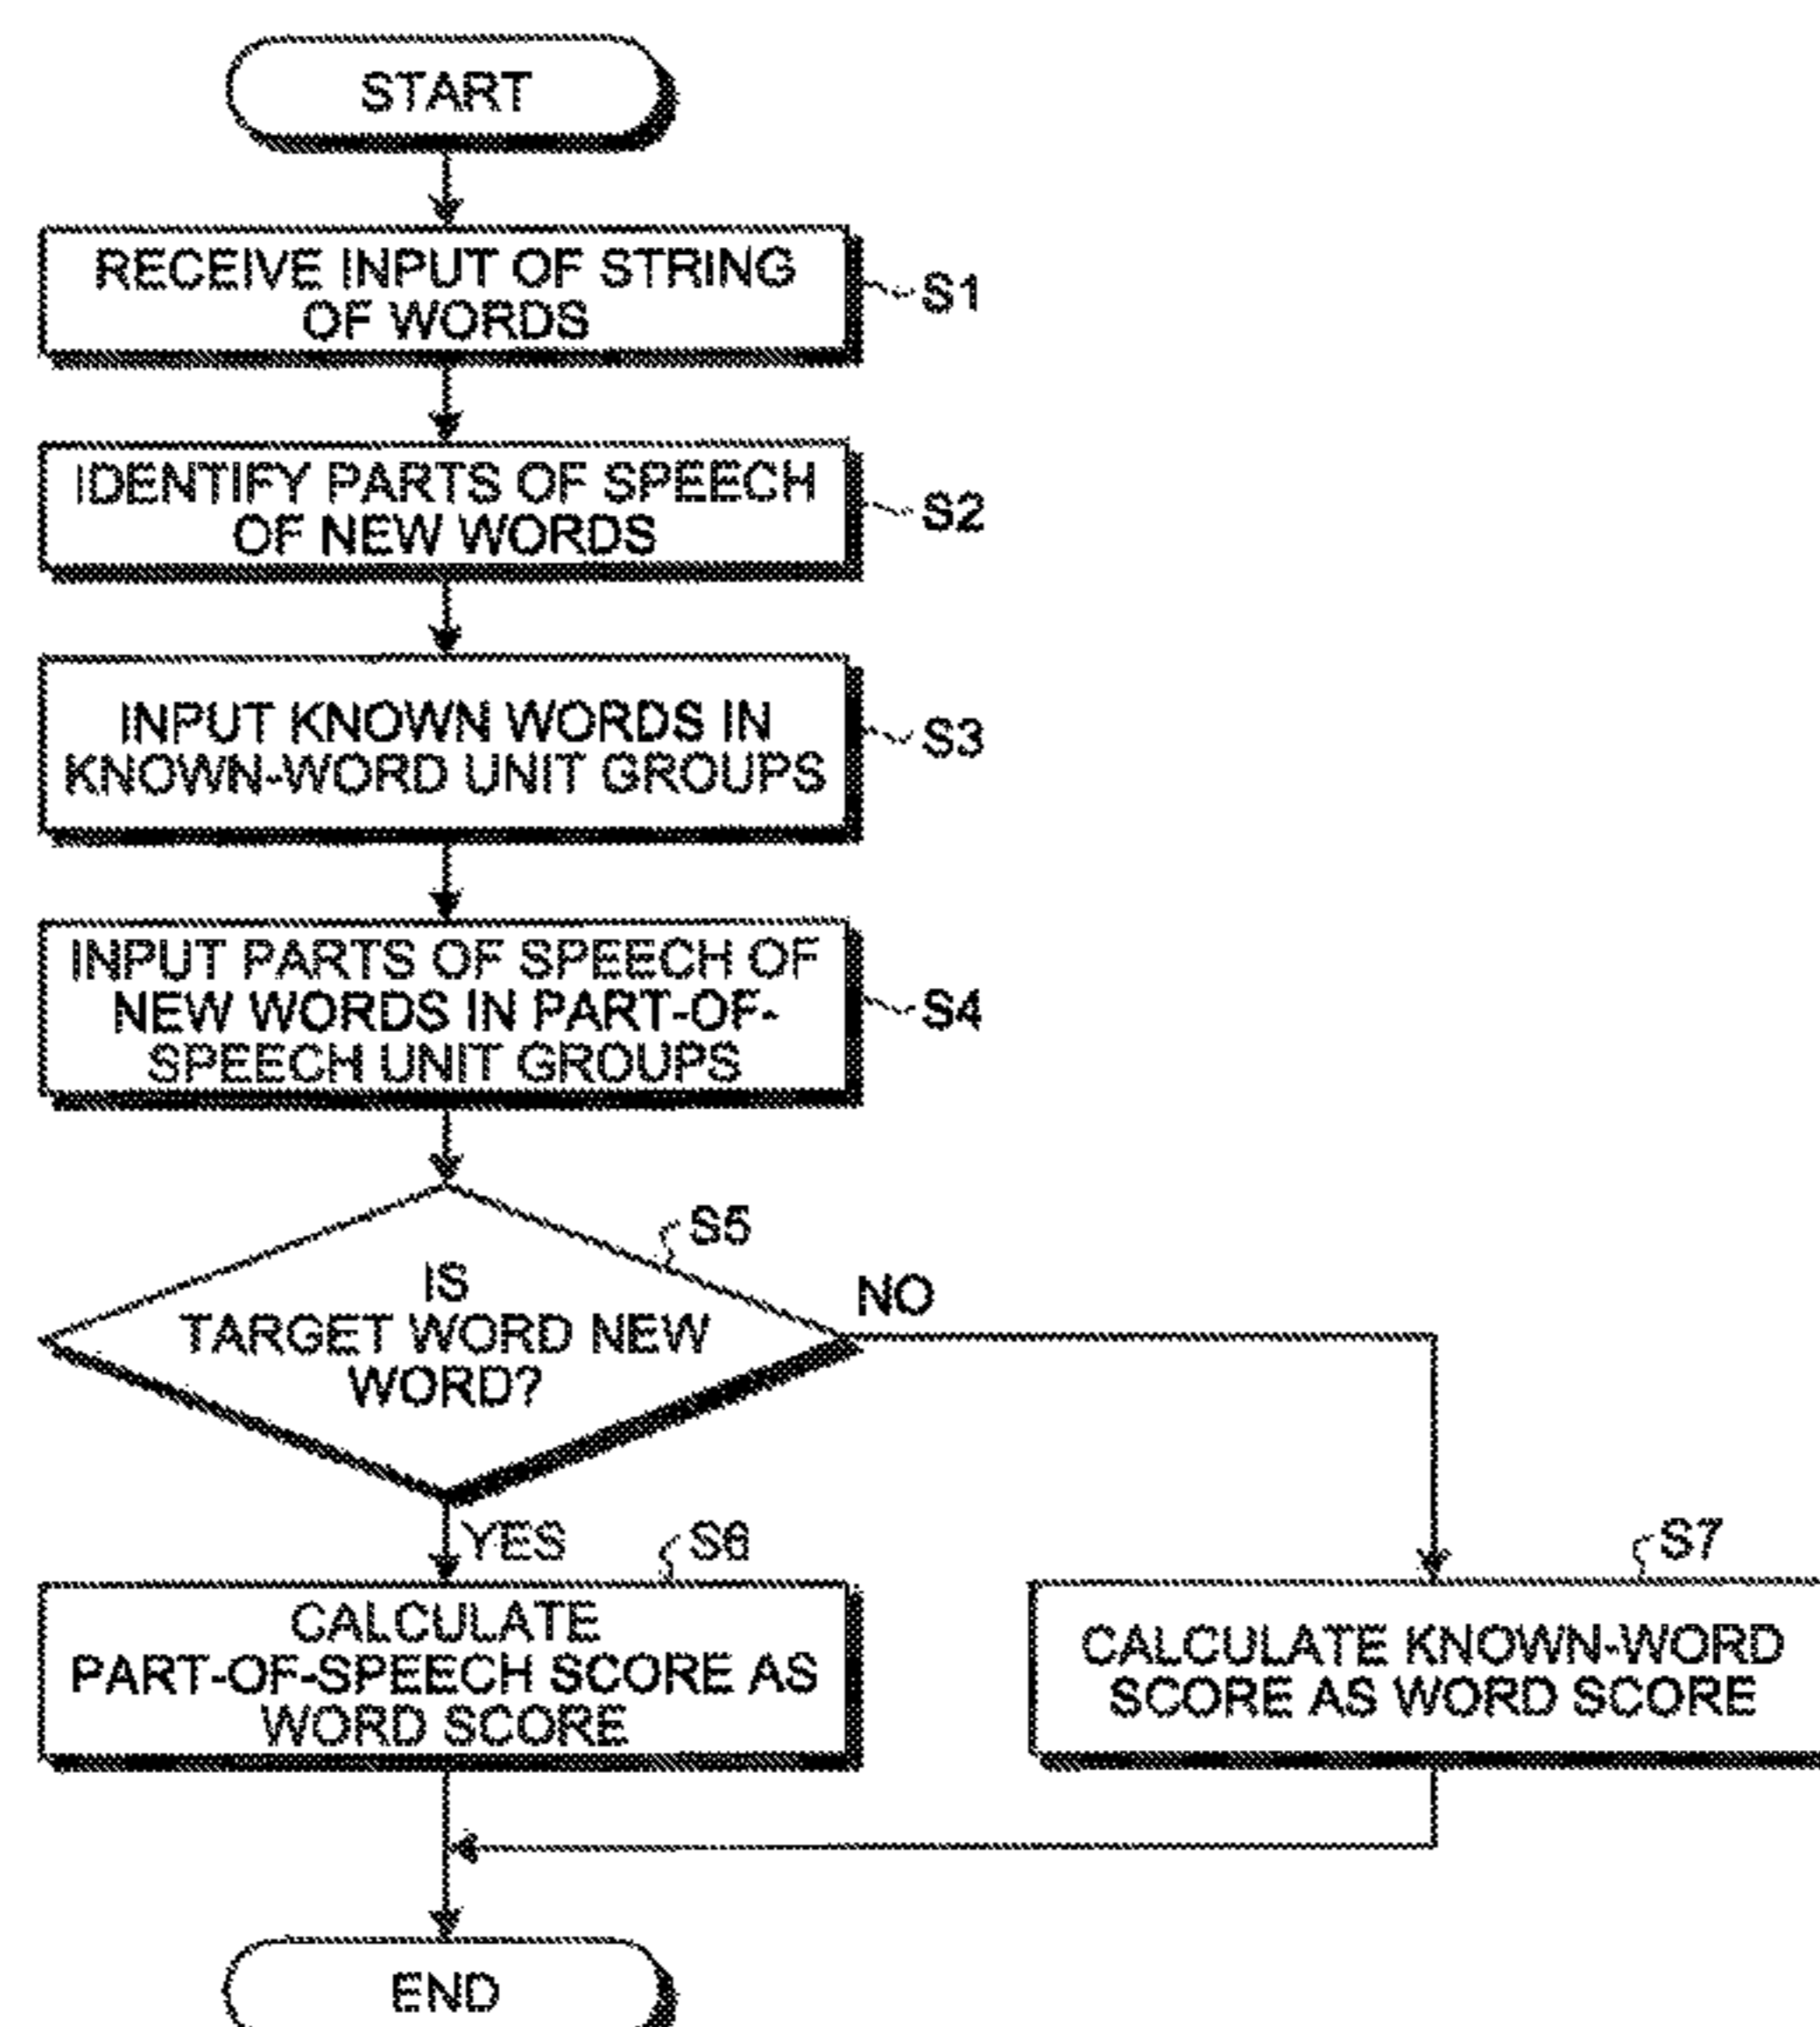 START
RECEIVE INPUT OF STRING
OF WORDS
S1
IDENTIFY PARTS OF SPEECH
OF NEW WORDS
S2
INPUT KNOWN WORDS IN
KNOWN-WORD UNIT GROUPS
S3
INPUT PARTS OF SPEECH OF
NEW WORDS IN PART-OF-
SPEECH UNIT GROUPS
S4
S5
IS
TARGET WORD NEW
WORD?
NO
YES
S6
CALCULATE
PART-OF-SPEECH SCORE AS
WORD SCORE
S7
CALCULATE KNOWN-WORD
SCORE AS WORD SCORE
END